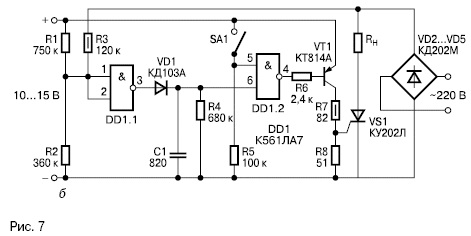 +
R1
750 к
R3
120 к
10...15 В
R2
360 к
–
б
1
2
&
3
DD1.1
VD1
КД103А
C1
820
R4
680 к
SA1
5
6
&
4
DD1.2
R5
100 к
DD1
К561ЛА7
R6
2,4 к
VT1
КТ814А
R7
82
R8
51
VS1
КУ202Л
Rн
VD2...VD5
КД202М
~220 В
Рис. 7